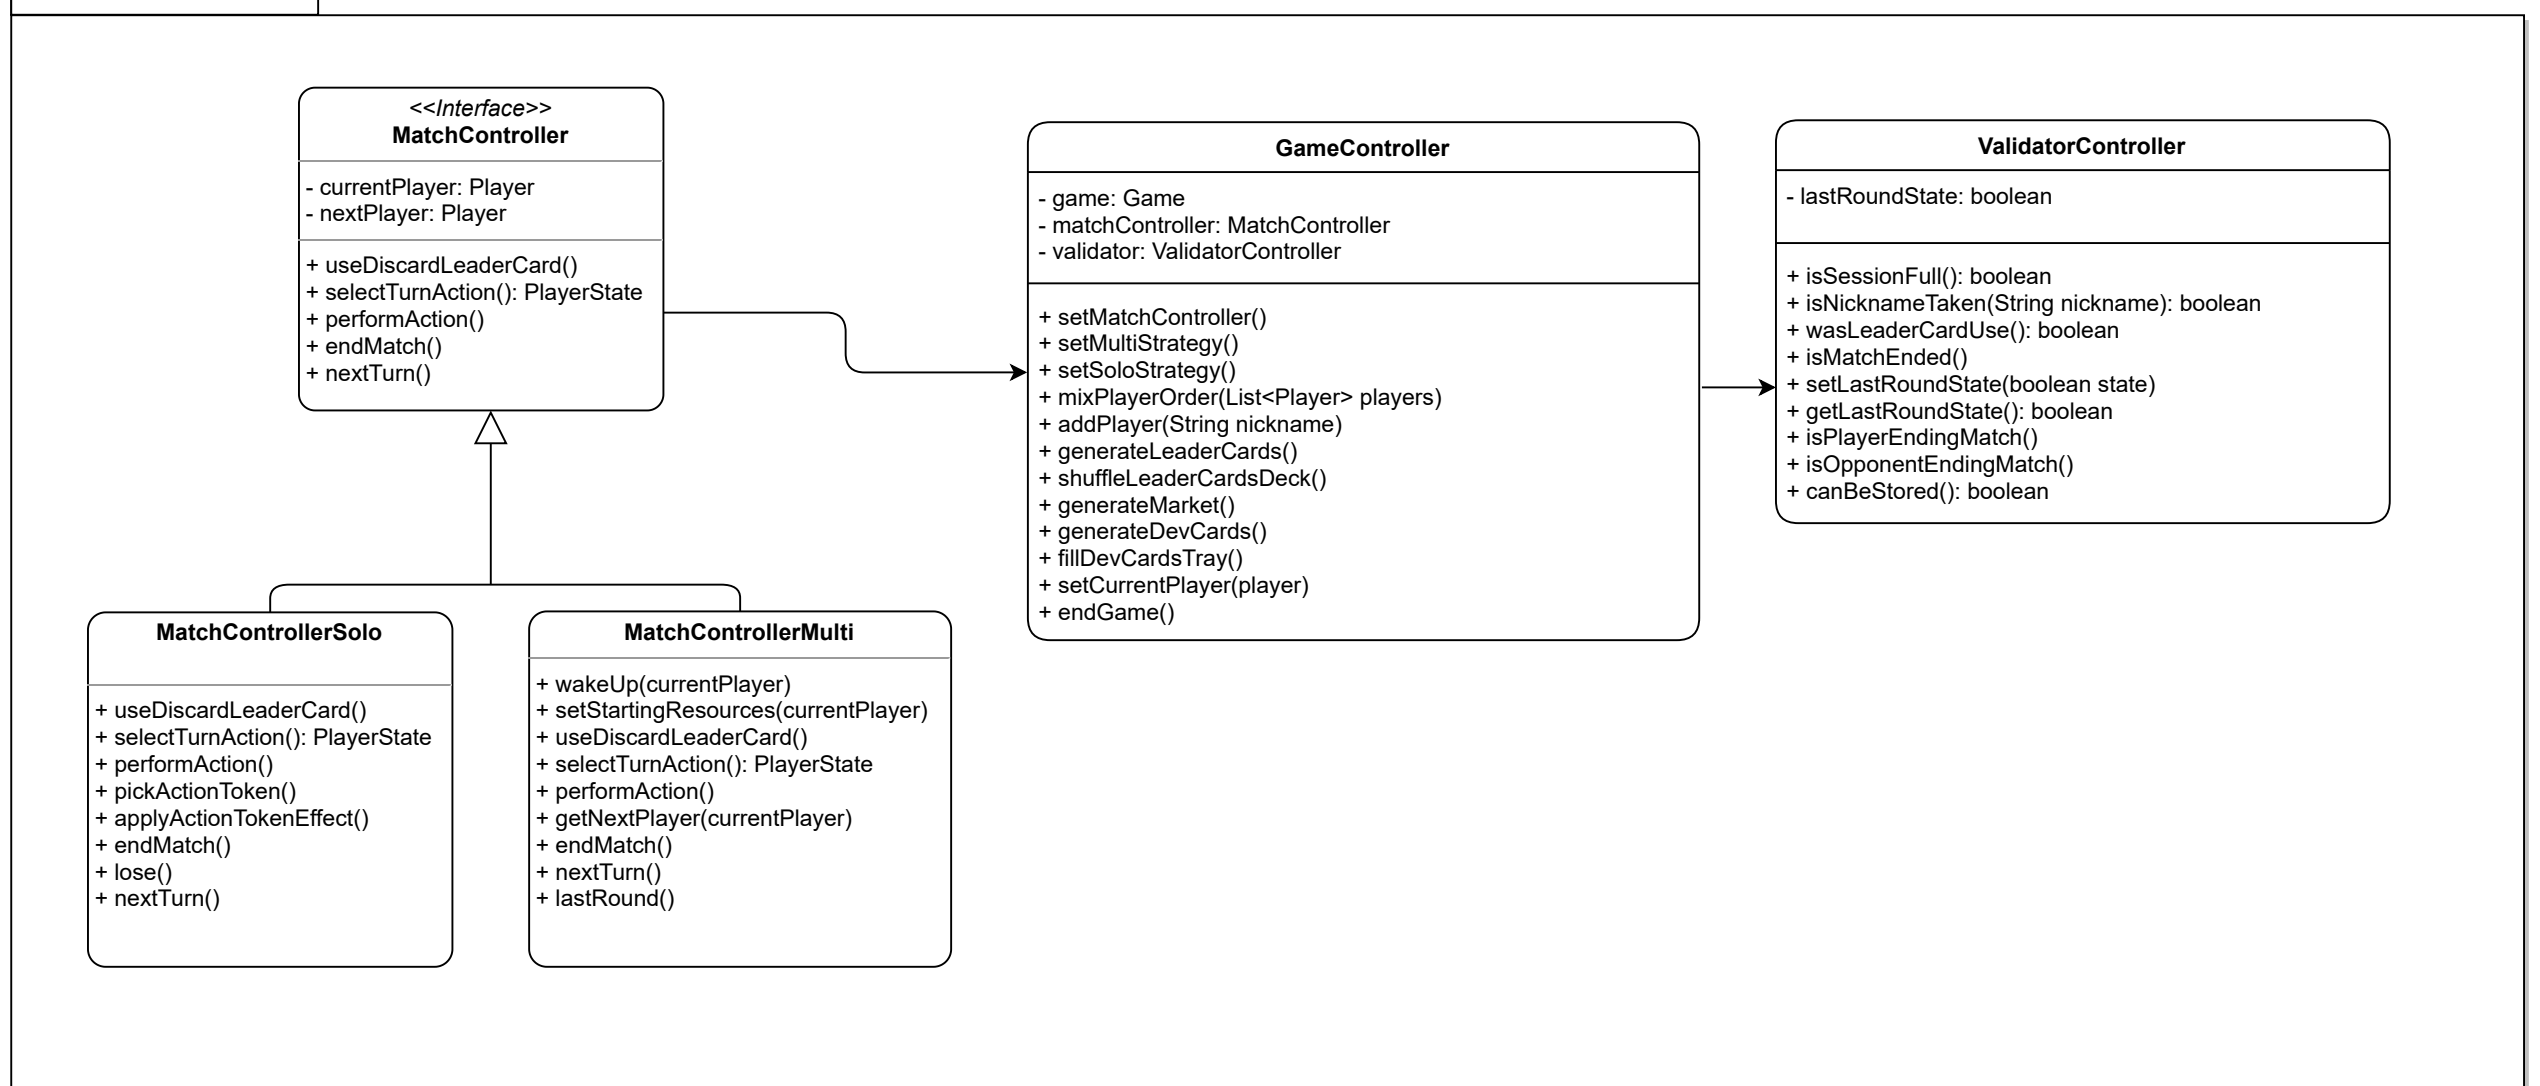 <<Interface>>
MatchController
- currentPlayer: Player
- nextPlayer: Player
+ useDiscardLeaderCard()
+ selectTurnAction(): PlayerState
+ performAction()
+ endMatch()
+ nextTurn()
GameController
- game: Game
- matchController: MatchController
- validator: ValidatorController
+ setMatchController()
+ setMultiStrategy()
+ setSoloStrategy()
+ mixPlayerOrder(List<Player> players)
+ addPlayer(String nickname)
+ generateLeaderCards()
+ shuffleLeaderCardsDeck()
+ generateMarket()
+ generateDevCards()
+ fillDevCardsTray()
+ setCurrentPlayer(player)
+ endGame()
ValidatorController
- lastRoundState: boolean
+ isSessionFull(): boolean
+ isNicknameTaken(String nickname): boolean
+ wasLeaderCardUse(): boolean
+ isMatchEnded()
+ setLastRoundState(boolean state)
+ getLastRoundState(): boolean
+ isPlayerEndingMatch()
+ isOpponentEndingMatch()
+ canBeStored(): boolean
MatchControllerSolo
+ useDiscardLeaderCard()
+ selectTurnAction(): PlayerState
+ performAction()
+ pickActionToken()
+ applyActionTokenEffect()
+ endMatch()
+ lose()
+ nextTurn()
MatchControllerMulti
+ wakeUp(currentPlayer)
+ setStartingResources(currentPlayer)
+ useDiscardLeaderCard()
+ selectTurnAction(): PlayerState
+ performAction()
+ getNextPlayer(currentPlayer)
+ endMatch()
+ nextTurn()
+ lastRound()